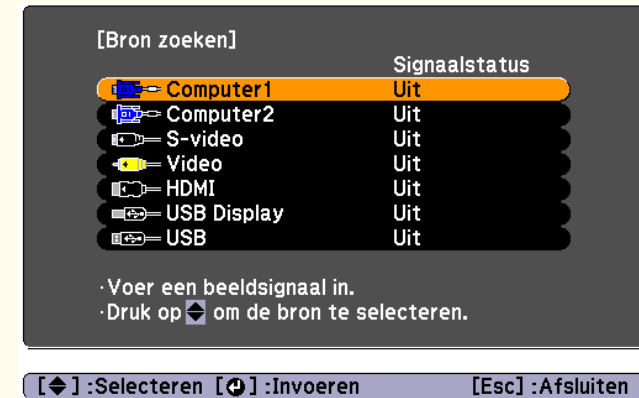 [Bron zoeken]
Signaalstatus
Computer1 Uit
Computer2 Uit
S-video Uit
Video Uit
HDMI Uit
USB Display Uit
USB Uit
·Voer een beeldsignaal in.
·Druk op om de bron te selecteren.
[ ] :Selecteren [ ] :Invoeren [Esc] :Afsluiten